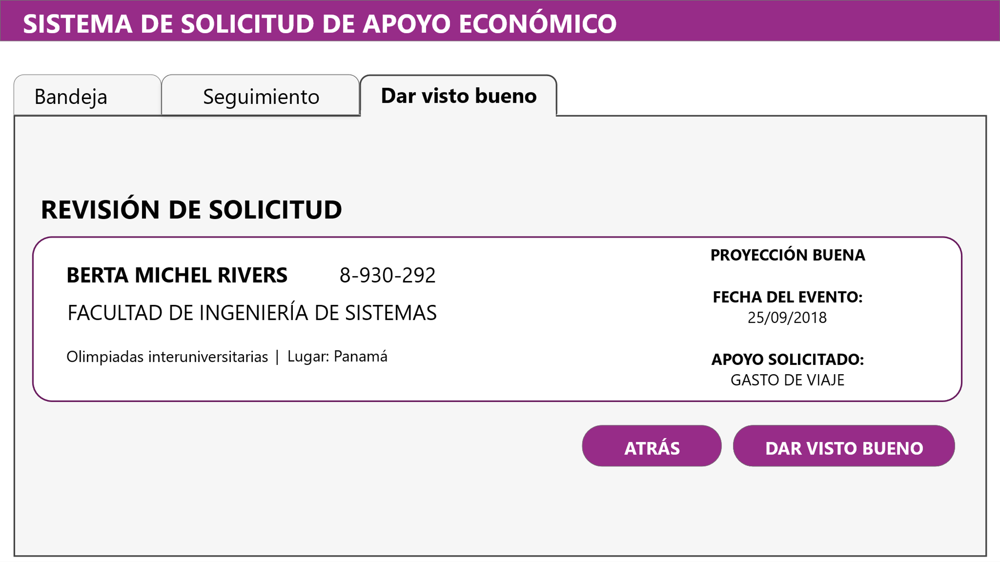 SISTEMA DE SOLICITUD DE APOYO ECONÓMICO
Bandeja
Seguimiento
Dar visto bueno
REVISIÓN DE SOLICITUD
BERTA MICHEL RIVERS 8-930-292
FACULTAD DE INGENIERÍA DE SISTEMAS
Olimpiadas interuniversitarias | Lugar: Panamá
PROYECCIÓN BUENA
FECHA DEL EVENTO:
25/09/2018
APOYO SOLICITADO:
GASTO DE VIAJE
ATRÁS
DAR VISTO BUENO